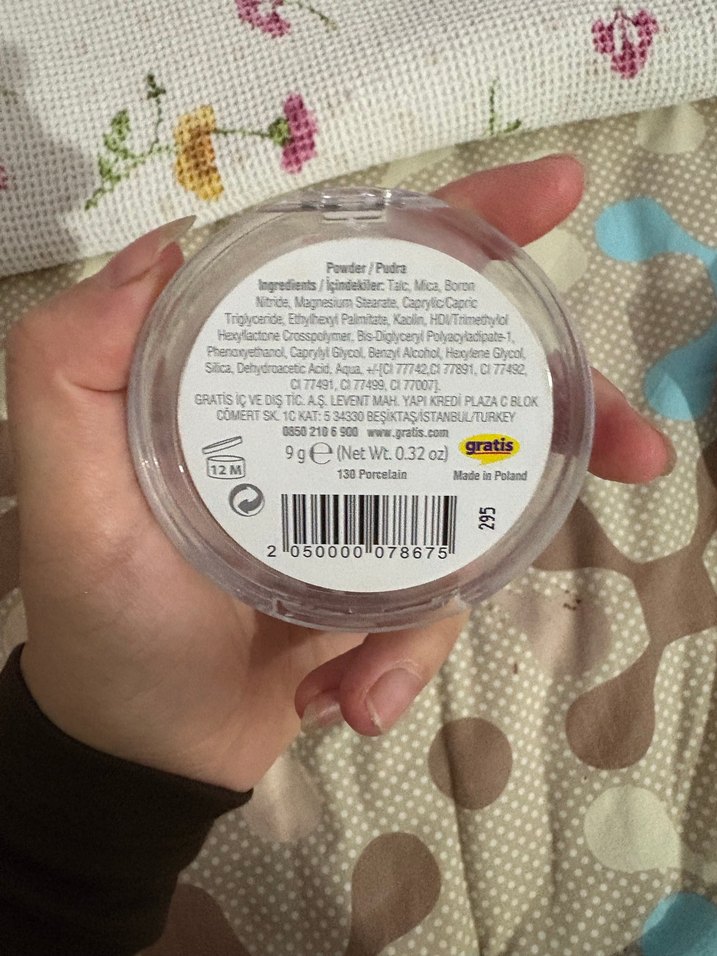 Powder / Pudra
Ingredients / İçindekiler: Talc, Mica, Boron
Nitride, Magnesium Stearate, Caprylic/Capric
Triglyceride, Ethylhexyl Palmitate, Kaolin, HDI/Trimethylol
Hexyllactone Crosspolymer, Bis-Diglyceryl Polyacyladipate-1,
Phenoxyethanol, Caprylyl Glycol, Benzyl Alcohol, Hexylene Glycol,
Silica, Dehydroacetic Acid, Aqua, +/-[CI 77742,CI 77891, CI 77492,
CI 77491, CI 77499, CI 77007].
GRATİS İÇ VE DIŞ TİC. A.Ş. LEVENT MAH. YAPI KREDİ PLAZA C BLOK
CÖMERT SK. 1C KAT: 5 34330 BEŞİKTAŞ/İSTANBUL/TURKEY
0850 210 6 900 www.gratis.com
9 g ℮ (Net Wt. 0.32 oz)
gratis
12 M
130 Porcelain
Made in Poland
295
2 050000 078675